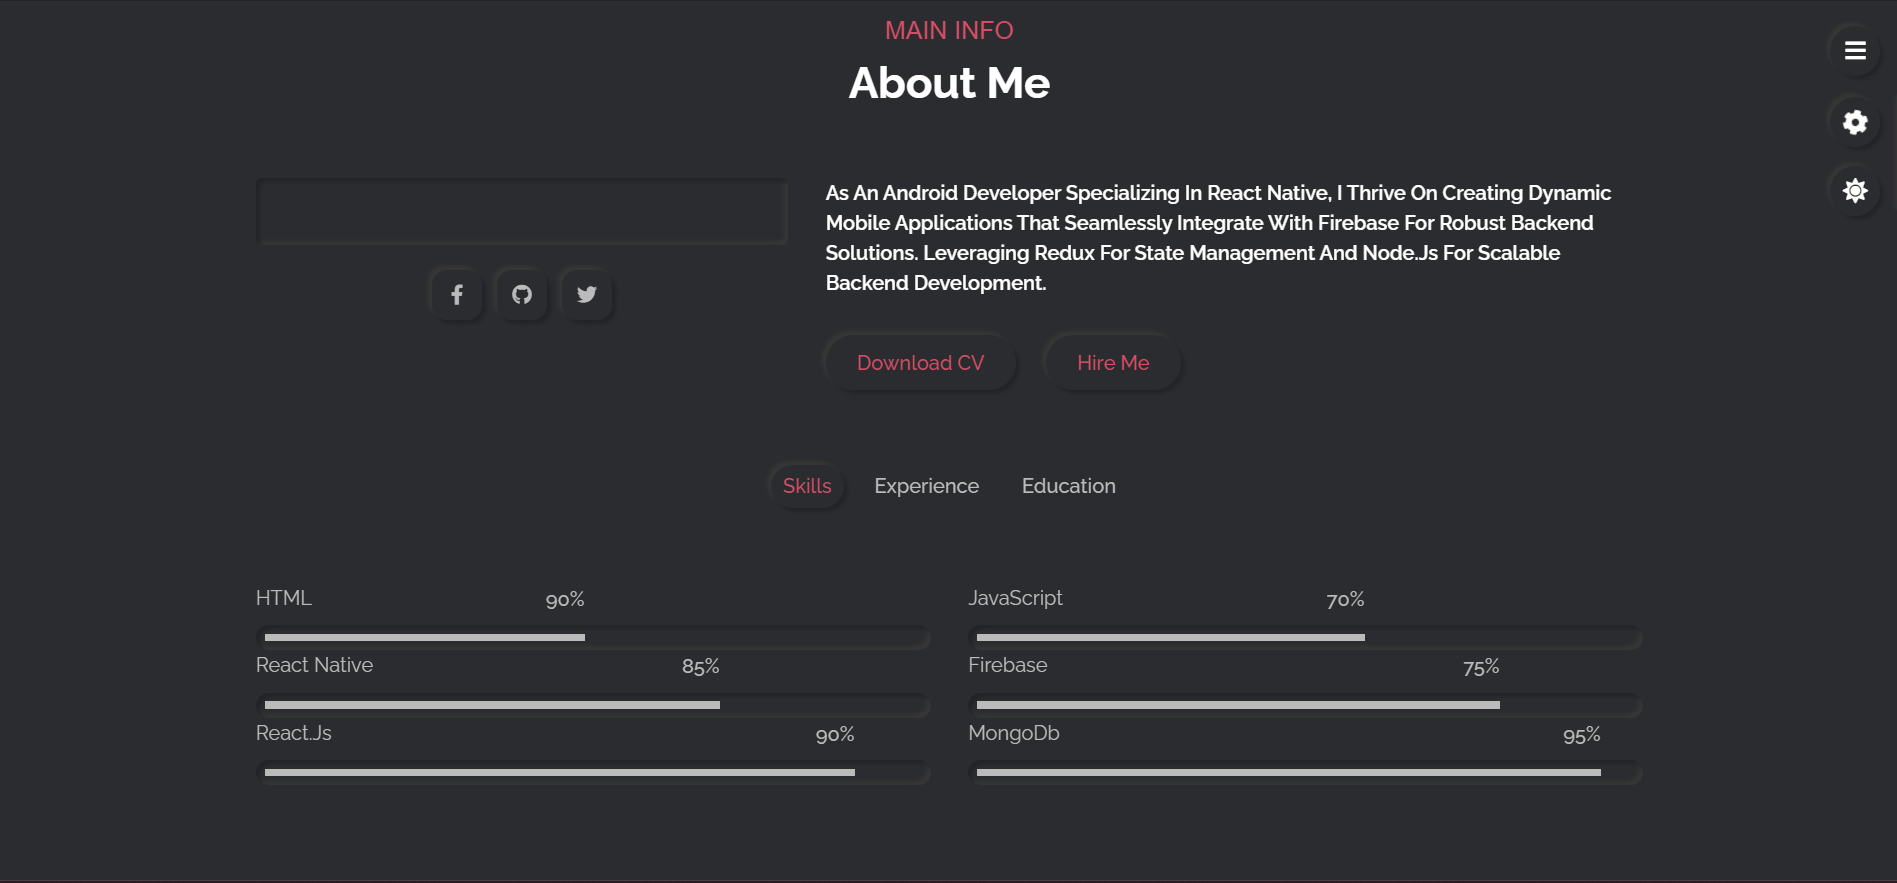 MAIN INFO
About Me
As An Android Developer Specializing In React Native, I Thrive On Creating Dynamic
Mobile Applications That Seamlessly Integrate With Firebase For Robust Backend
Solutions. Leveraging Redux For State Management And Node.Js For Scalable
Backend Development.
Download CV Hire Me
Skills Experience Education
HTML 90%
React Native 85%
React.Js 90%
JavaScript 70%
Firebase 75%
MongoDb 95%